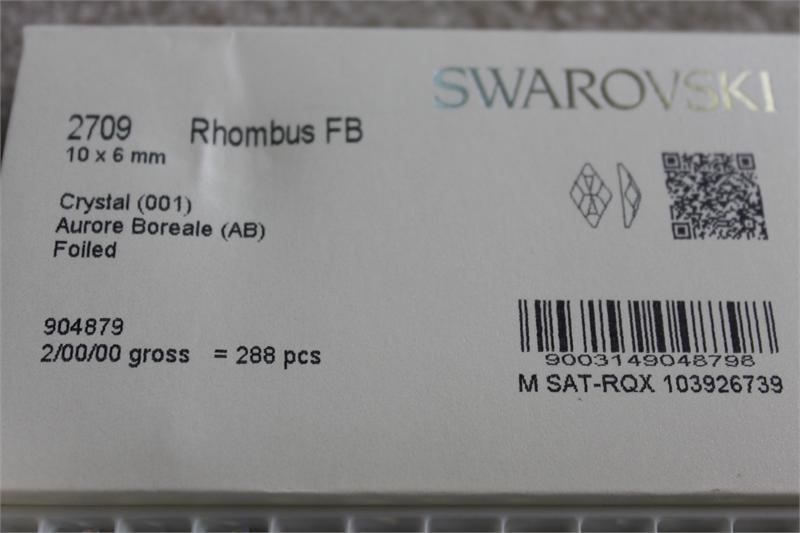 SWAROVSKI
2709 Rhombus FB
10 x 6 mm
Crystal (001)
Aurore Boreale (AB)
Foiled
904879
2/00/00 gross = 288 pcs
9003149048798
M SAT-RQX 103926739